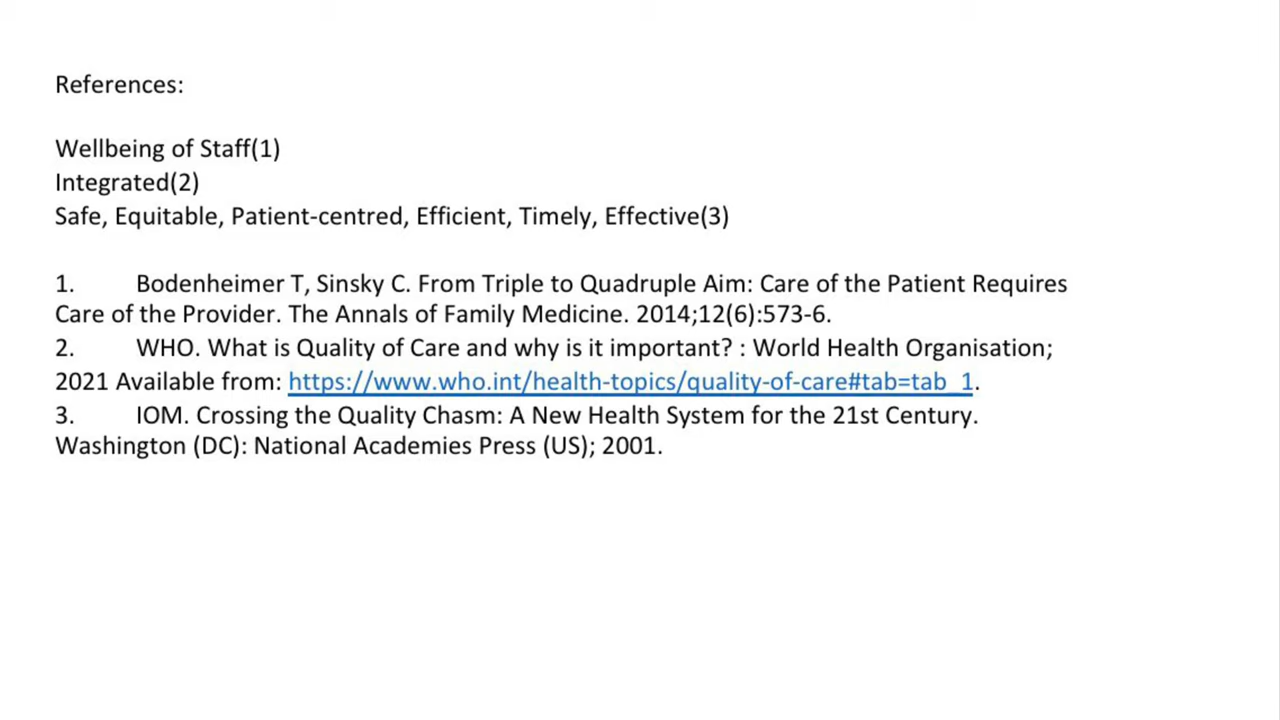 References:
Wellbeing of Staff(1)
Integrated(2)
Safe, Equitable, Patient-centred, Efficient, Timely, Effective(3)
1. Bodenheimer T, Sinsky C. From Triple to Quadruple Aim: Care of the Patient Requires
Care of the Provider. The Annals of Family Medicine. 2014;12(6):573-6.
2. WHO. What is Quality of Care and why is it important? : World Health Organisation;
2021 Available from: https://www.who.int/health-topics/quality-of-care#tab=tab_1.
3. IOM. Crossing the Quality Chasm: A New Health System for the 21st Century.
Washington (DC): National Academies Press (US); 2001.